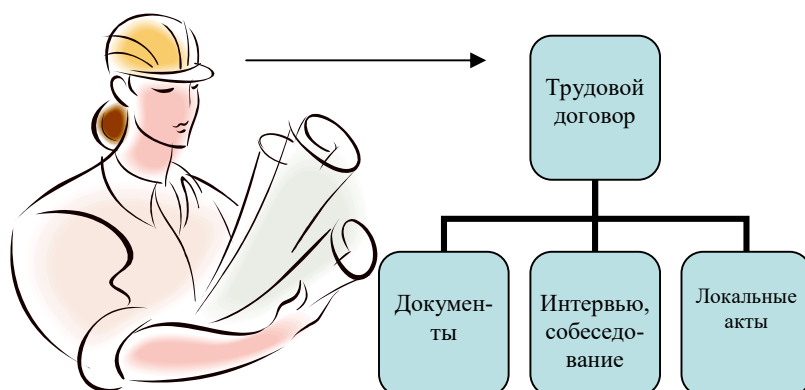 Трудовой
договор
Докумен-
ты
Интервью,
собеседо-
вание
Локальные
акты